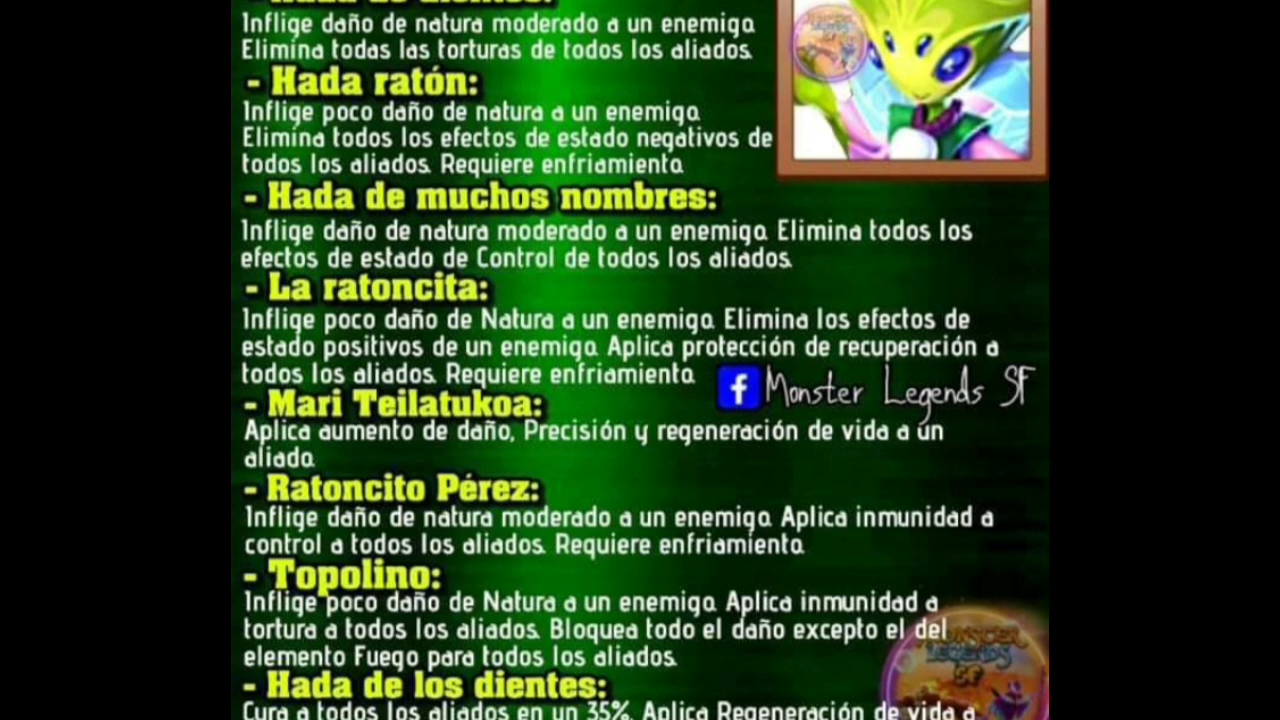 - Hada de dientes:
Inflige daño de natura moderado a un enemigo.
Elimina todas las torturas de todos los aliados.
- Hada ratón:
Inflige poco daño de natura a un enemigo.
Elimina todos los efectos de estado negativos de
todos los aliados. Requiere enfriamiento.
- Hada de muchos nombres:
Inflige daño de natura moderado a un enemigo. Elimina todos los
efectos de estado de Control de todos los aliados.
- La ratoncita:
Inflige poco daño de Natura a un enemigo. Elimina los efectos de
estado positivos de un enemigo. Aplica protección de recuperación a
todos los aliados. Requiere enfriamiento.
f Monster Legends SF
- Mari Teilatukoa:
Aplica aumento de daño, Precisión y regeneración de vida a un
aliado.
- Ratoncito Pérez:
Inflige daño de natura moderado a un enemigo. Aplica inmunidad a
control a todos los aliados. Requiere enfriamiento.
- Topolino:
Inflige poco daño de Natura a un enemigo. Aplica inmunidad a
tortura a todos los aliados. Bloquea todo el daño excepto el del
elemento Fuego para todos los aliados.
MONSTER
LEGENDS
SF
- Hada de los dientes:
Cura a todos los aliados en un 35%. Aplica Regeneración de vida a